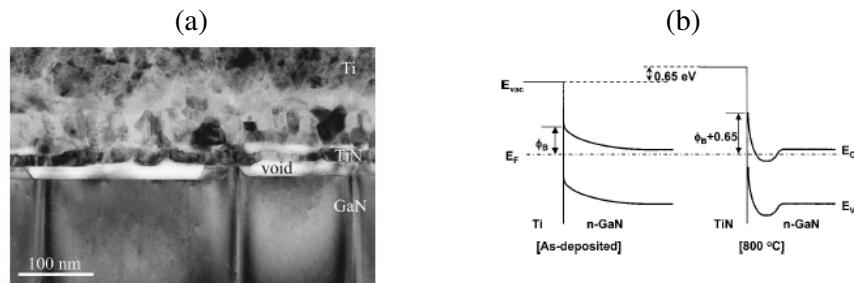 (a)
Ti
TiN
void
GaN
100 nm
(b)
0.65 eV
E_vac
ϕ_B
ϕ_B+0.65
E_F
E_C
E_V
Ti n-GaN TiN n-GaN
[As-deposited] [800 °C]